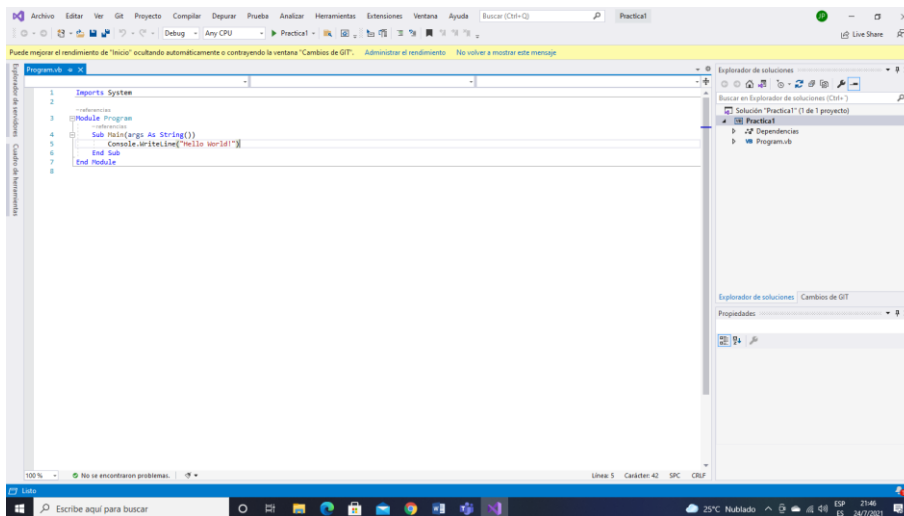 Archivo Editar Ver Git Proyecto Compilar Depurar Prueba Analizar Herramientas Extensiones Ventana Ayuda Buscar (Ctrl+Q) Practica1 JP
Debug Any CPU Practica1 Live Share
Puede mejorar el rendimiento de "Inicio" ocultando automáticamente o contrayendo la ventana "Cambios de GIT". Administrar el rendimiento No volver a mostrar este mensaje
Explorador de servidores
Cuadro de herramientas
Program.vb
1 Imports System
2
-referencias
3 Module Program
-referencias
4 Sub Main(args As String())
5 Console.WriteLine("Hello World!")
6 End Sub
7 End Module
8
100 % No se encontraron problemas. Línea: 5 Carácter: 42 SPC CRLF
Explorador de soluciones
Buscar en Explorador de soluciones (Ctrl+')
Solución "Practica1" (1 de 1 proyecto)
Practica1
Dependencias
VB Program.vb
Explorador de soluciones Cambios de GIT
Propiedades
Listo
Escribe aquí para buscar
25°C Nublado
ESP
ES
21:46
24/7/2021